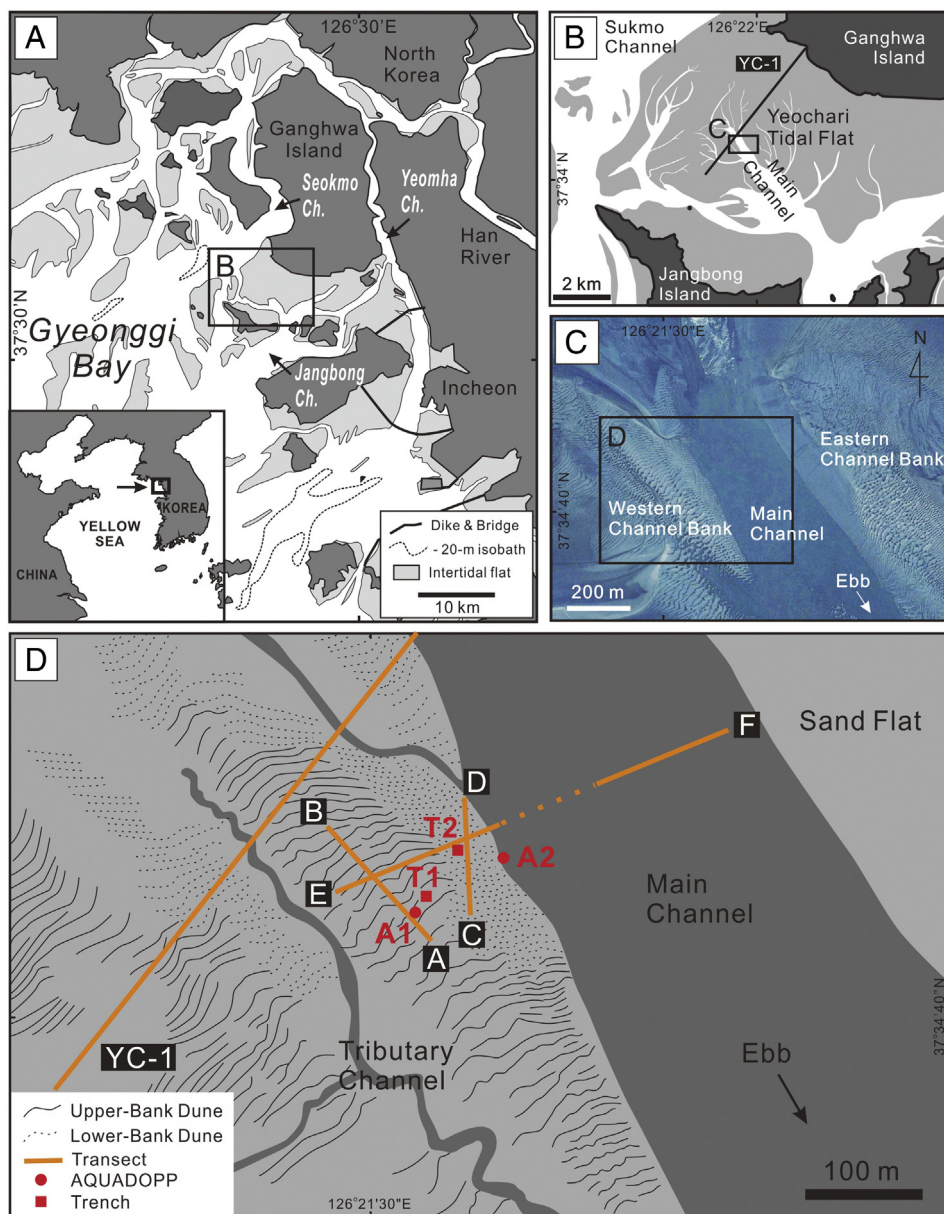 A
126°30'E
North
Korea
Ganghwa
Island
Seokmo
Ch.
Yeomha
Ch.
Han
River
B
37°30'N
Gyeonggi
Bay
Jangbong
Ch.
Incheon
KOREA
YELLOW
SEA
CHINA
Dike & Bridge
- 20-m isobath
Intertidal flat
10 km
B
Sukmo
Channel
126°22'E
Ganghwa
Island
YC-1
Yeochari
Tidal Flat
C
Main
Channel
37°34'N
Jangbong
Island
2 km
C
126°21'30"E
N
D
Eastern
Channel Bank
Western
Channel Bank
Main
Channel
37°34'40"N
Ebb
200 m
D
F
Sand Flat
D
B
T2
A2
E
T1
Main
Channel
A1
C
A
37°34'40"N
YC-1
Tributary
Channel
Ebb
Upper-Bank Dune
Lower-Bank Dune
Transect
AQUADOPP
Trench
126°21'30"E
100 m